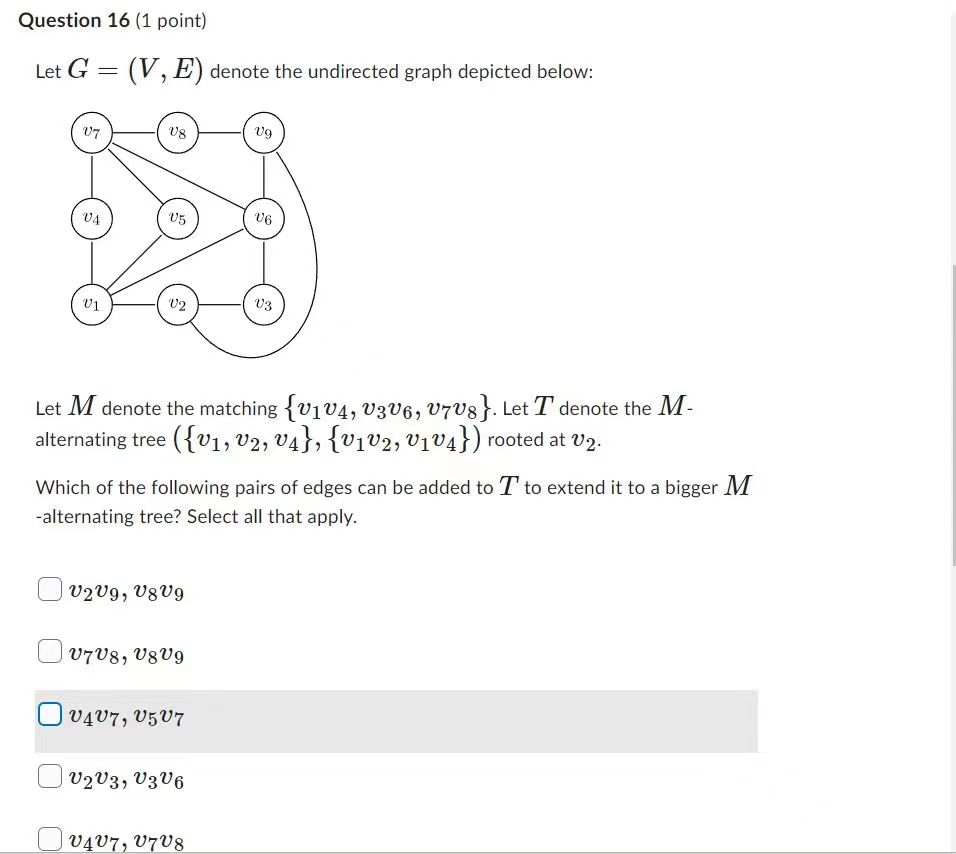 Question 16 (1 point)
Let G = (V, E) denote the undirected graph depicted below:
v7 v8 v9
v4 v5 v6
v1 v2 v3
Let M denote the matching {v1v4, v3v6, v7v8}. Let T denote the M-
alternating tree ({v1, v2, v4}, {v1v2, v1v4}) rooted at v2.
Which of the following pairs of edges can be added to T to extend it to a bigger M
-alternating tree? Select all that apply.
v2v9, v8v9
v7v8, v8v9
v4v7, v5v7
v2v3, v3v6
v4v7, v7v8